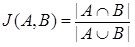 J(A,B) = |A ∩ B| / |A ∪ B|